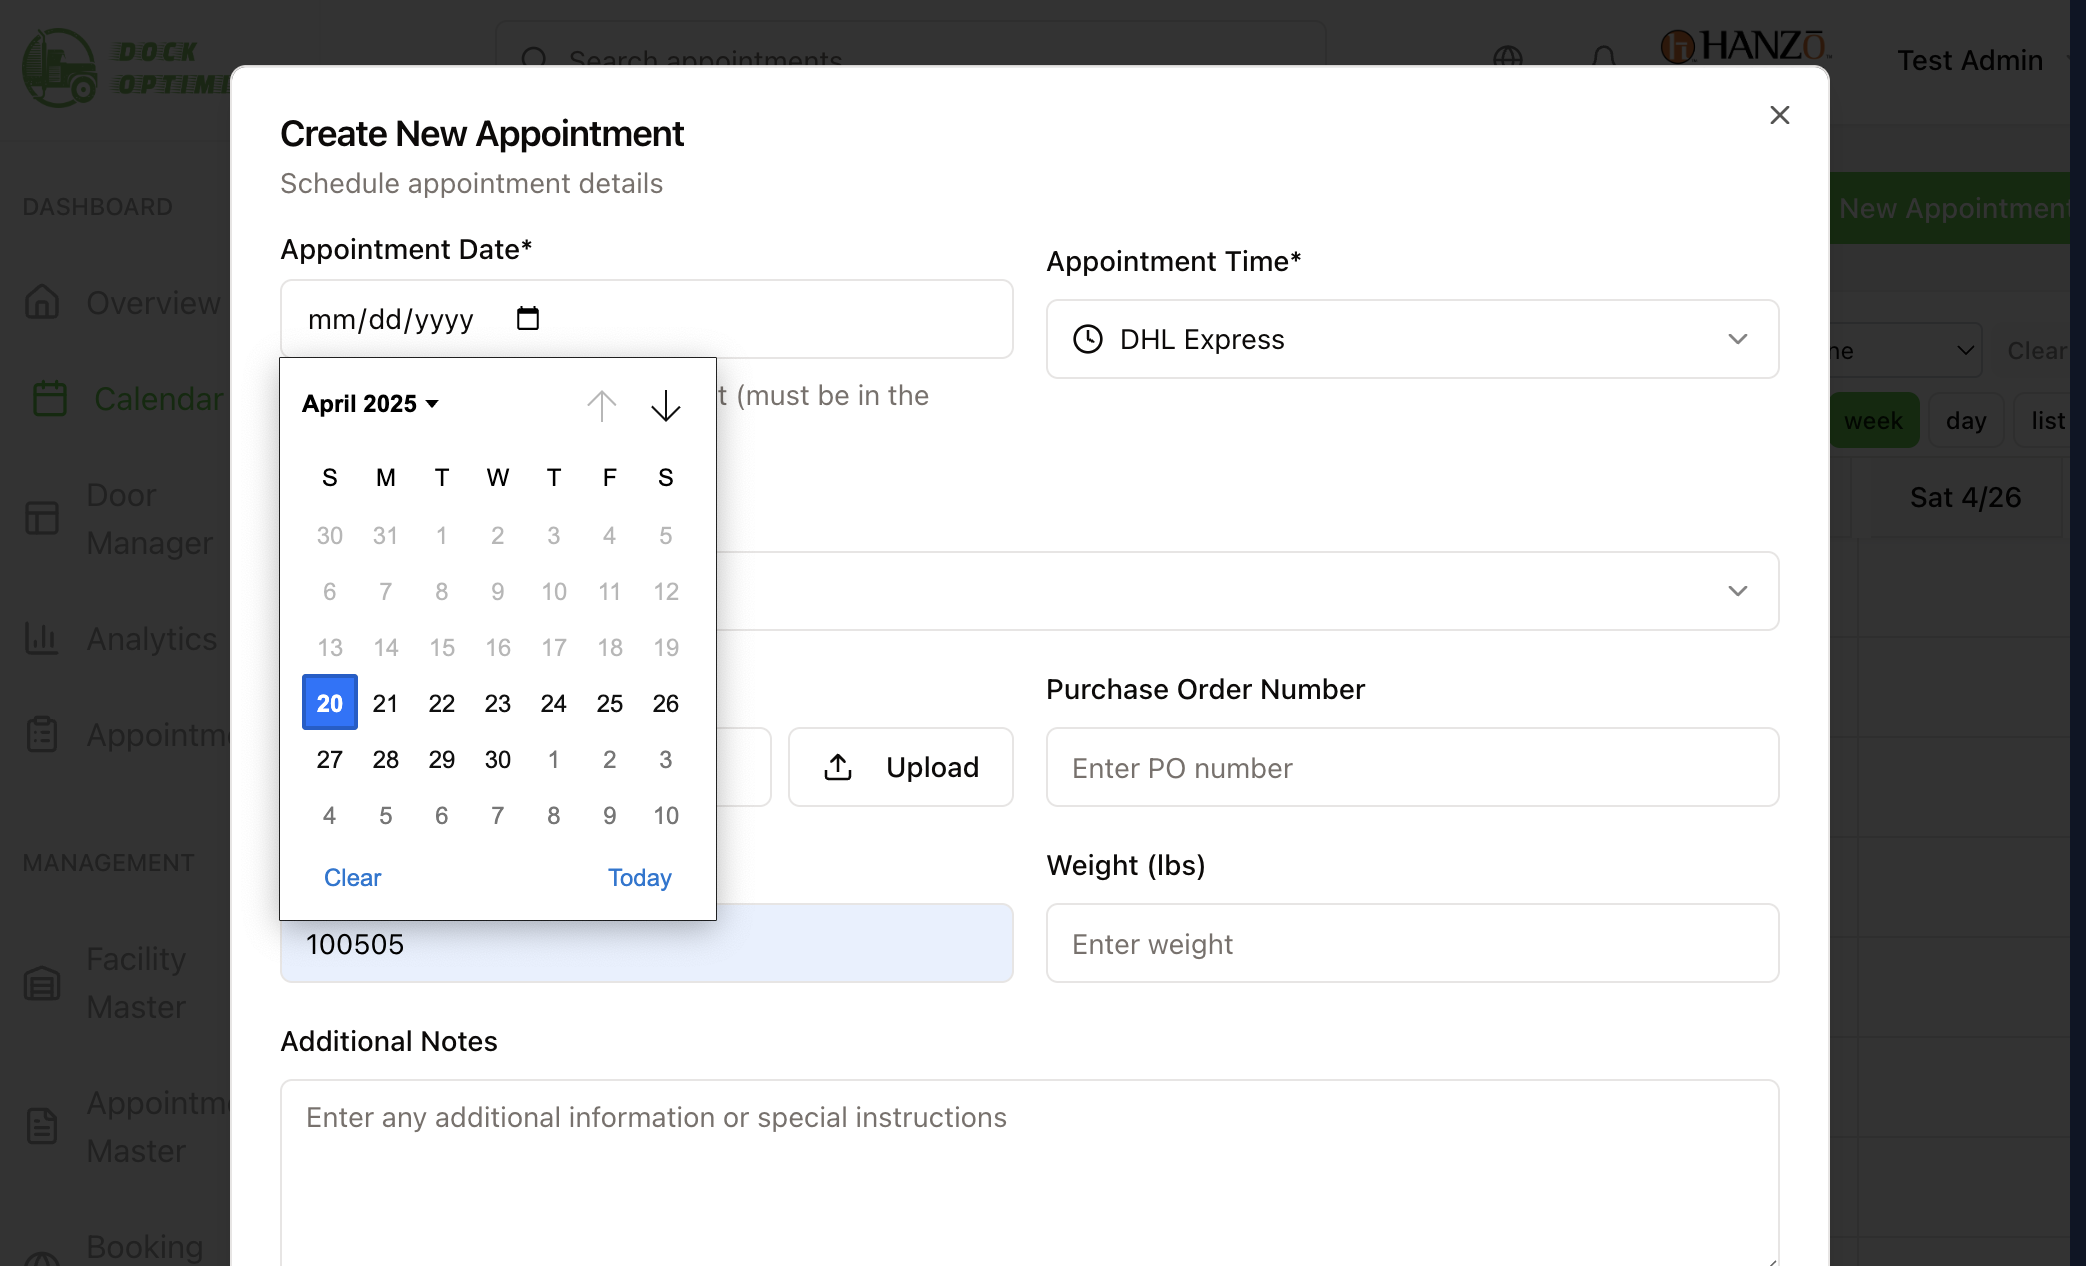 DOCK
OPTIM
Search appointments
HANZŌ
Test Admin
DASHBOARD
Overview
Calendar
Door
Manager
Analytics
Appointm
MANAGEMENT
Facility
Master
Appointm
Master
Booking
New Appointment
ne
Clear
week
day
list
Sat 4/26
Create New Appointment
Schedule appointment details
Appointment Date*
mm/dd/yyyy
Appointment Time*
DHL Express
t (must be in the
April 2025
S M T W T F S
30 31 1 2 3 4 5
6 7 8 9 10 11 12
13 14 15 16 17 18 19
20 21 22 23 24 25 26
27 28 29 30 1 2 3
4 5 6 7 8 9 10
Clear Today
Upload
Purchase Order Number
Enter PO number
100505
Weight (lbs)
Enter weight
Additional Notes
Enter any additional information or special instructions